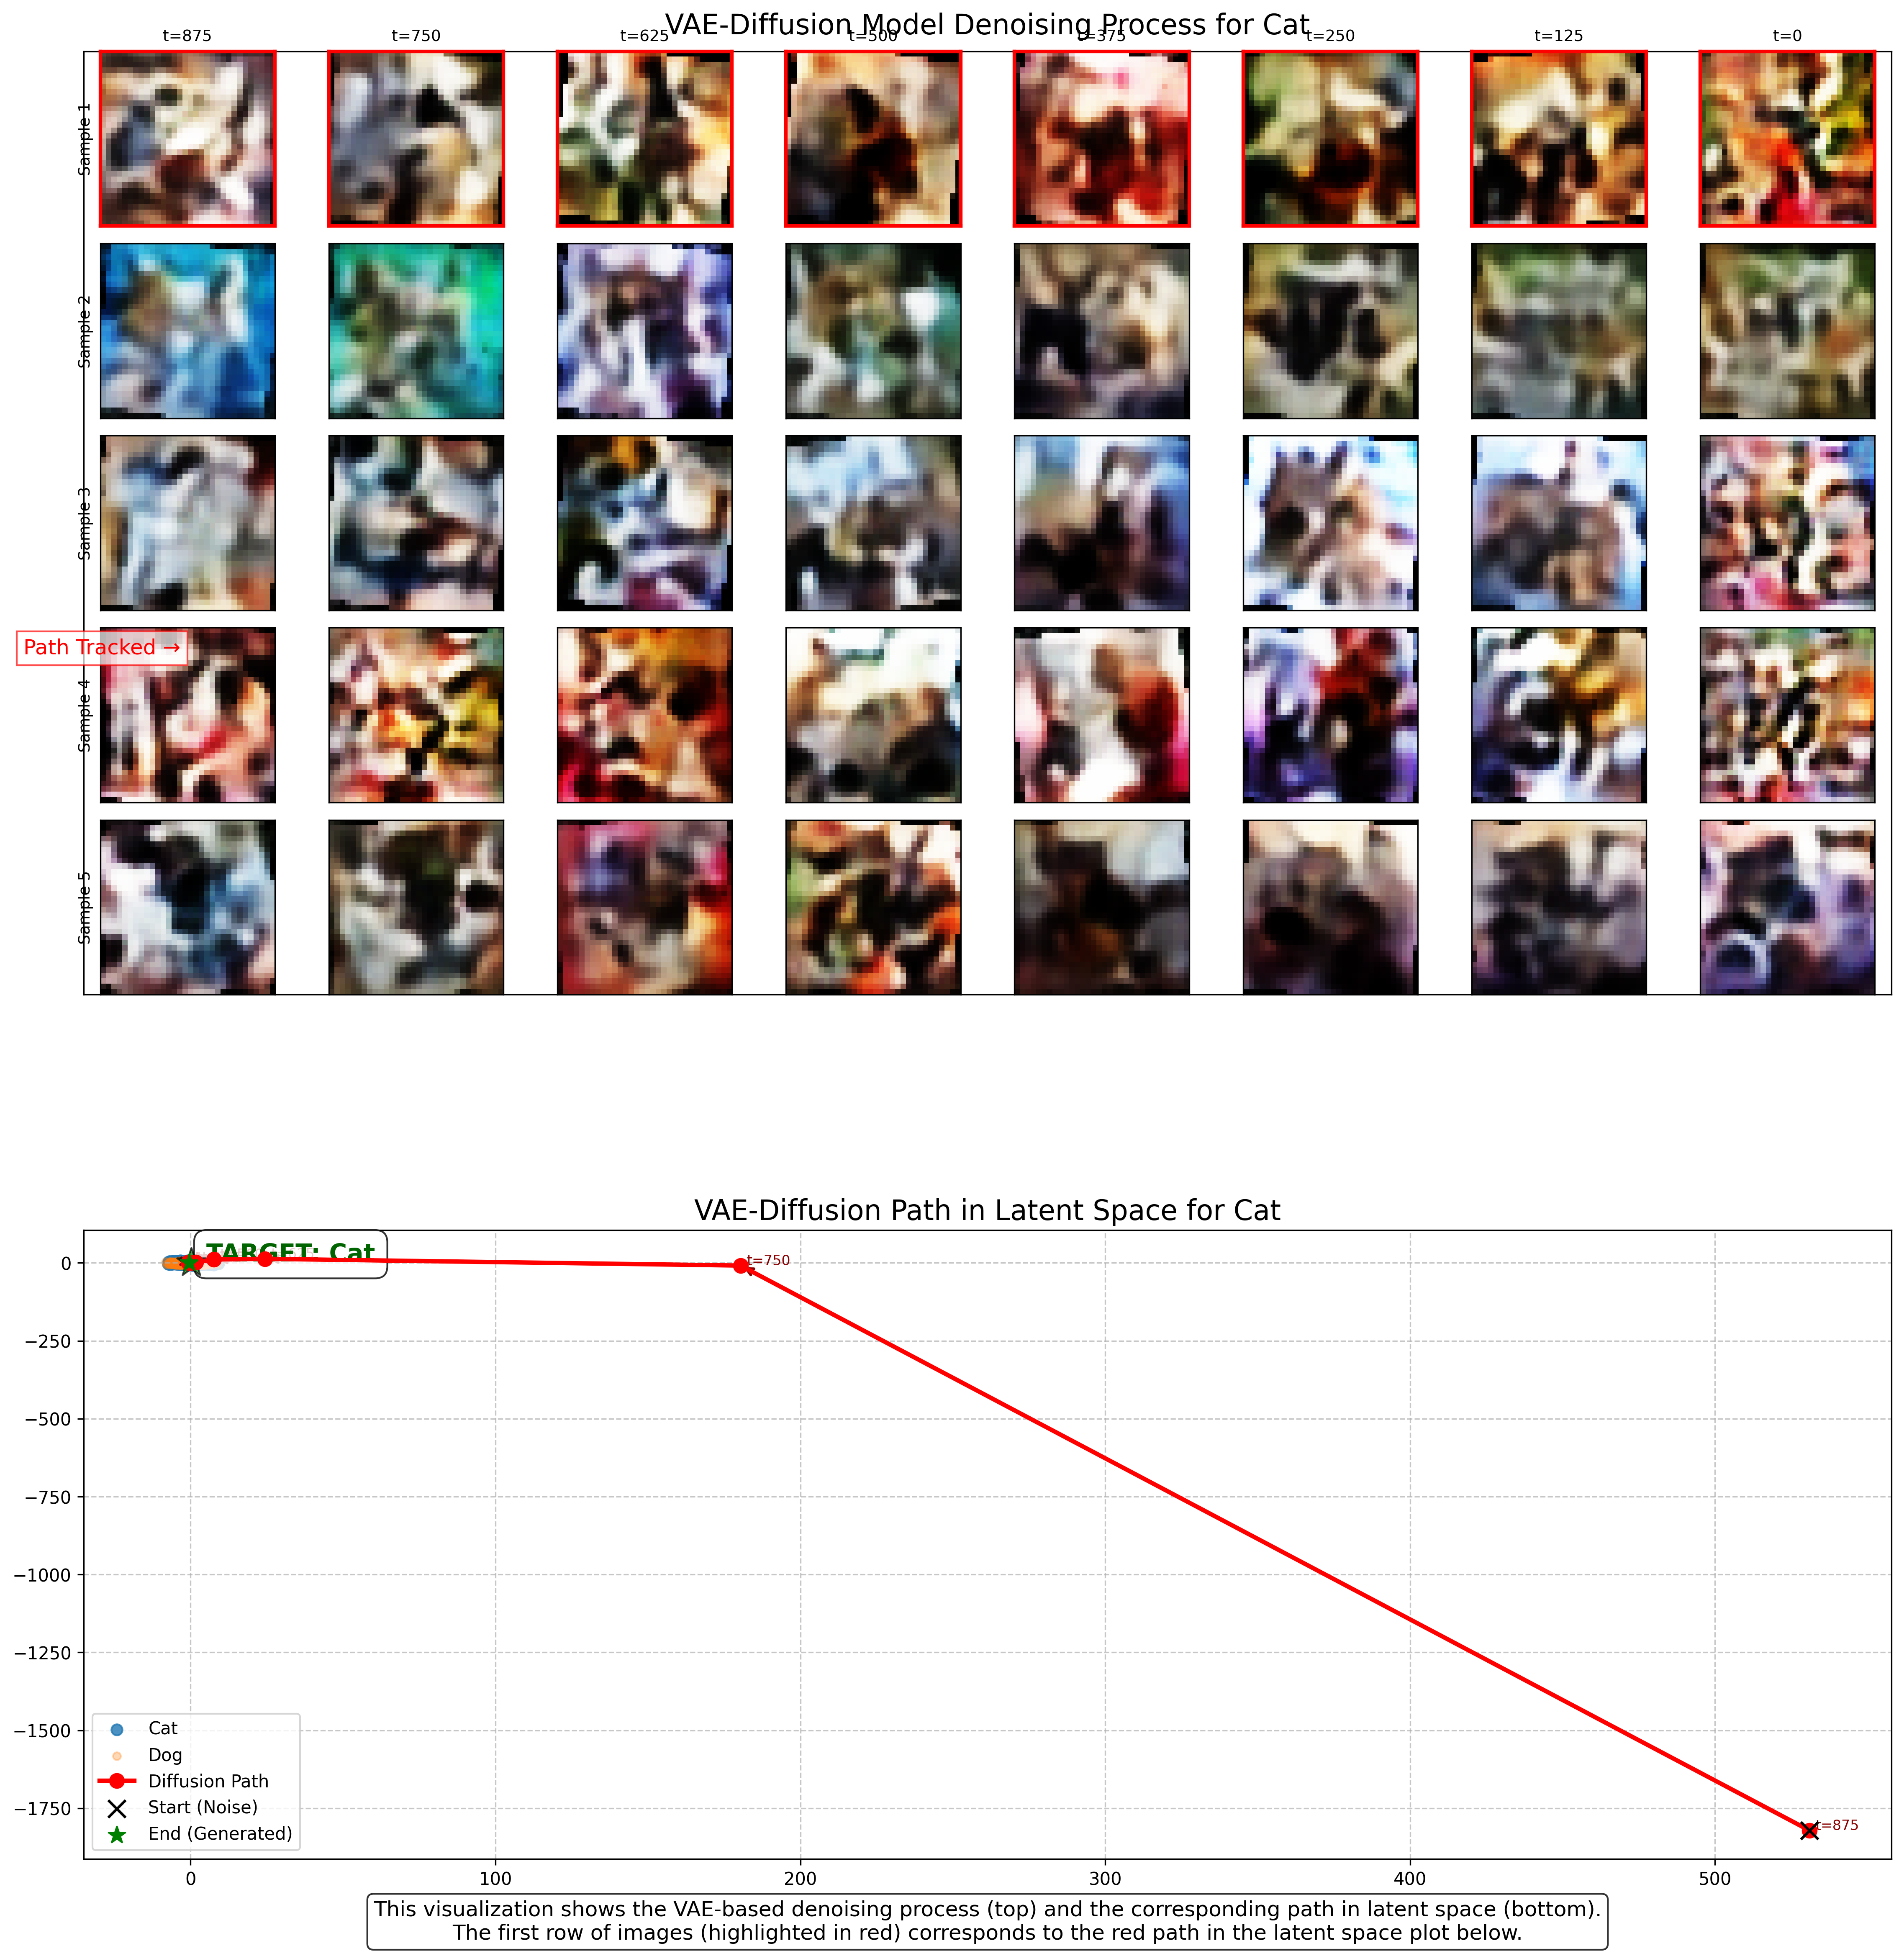 VAE-Diffusion Model Denoising Process for Cat
t=875 t=750 t=625 t=500 t=375 t=250 t=125 t=0
Sample 1
Sample 2
Sample 3
Path Tracked →
Sample 4
Sample 5
VAE-Diffusion Path in Latent Space for Cat
TARGET: Cat
t=750
0
−250
−500
−750
−1000
−1250
−1500
−1750
t=875
Cat
Dog
Diffusion Path
Start (Noise)
End (Generated)
0 100 200 300 400 500
This visualization shows the VAE-based denoising process (top) and the corresponding path in latent space (bottom).
The first row of images (highlighted in red) corresponds to the red path in the latent space plot below.